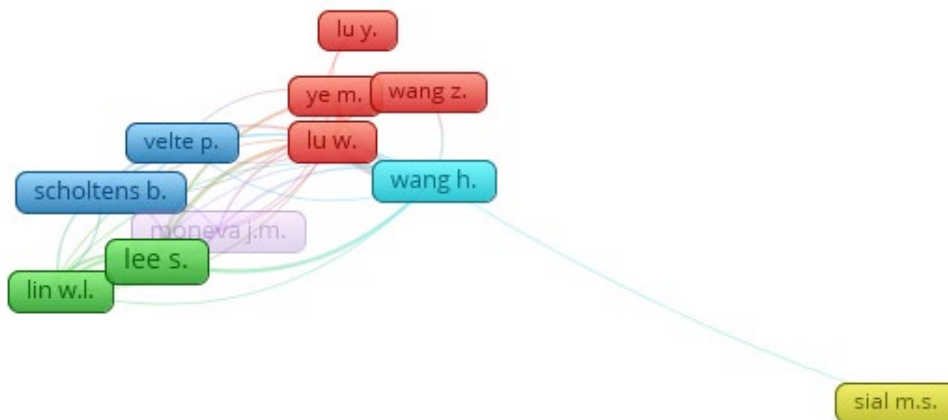 lu y.
ye m.
wang z.
velte p.
lu w.
scholtens b.
wang h.
moneva j.m.
lee s.
lin w.l.
sial m.s.